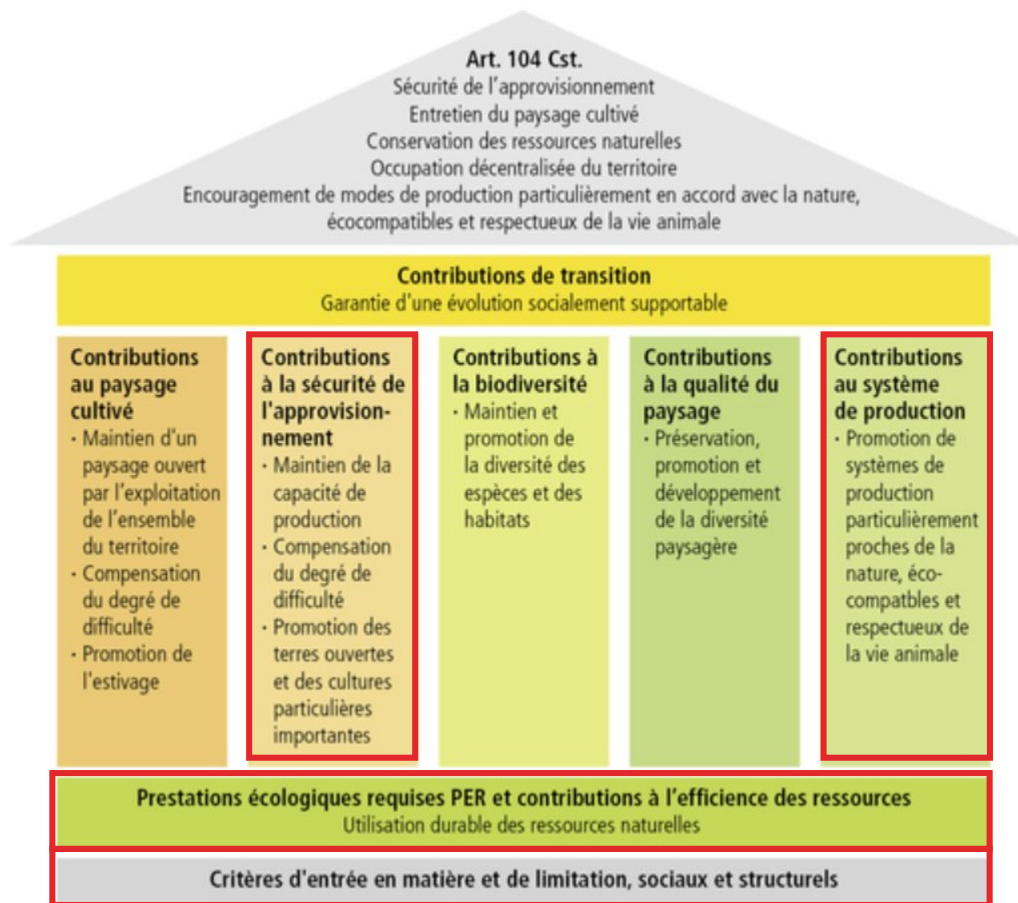 Art. 104 Cst.
Sécurité de l'approvisionnement
Entretien du paysage cultivé
Conservation des ressources naturelles
Occupation décentralisée du territoire
Encouragement de modes de production particulièrement en accord avec la nature,
écocompatibles et respectueux de la vie animale
Contributions de transition
Garantie d'une évolution socialement supportable
Contributions
au paysage
cultivé
· Maintien d'un
paysage ouvert
par l'exploitation
de l'ensemble
du territoire
· Compensation
du degré de
difficulté
· Promotion de
l'estivage
Contributions
à la sécurité de
l'approvision-
nement
· Maintien de la
capacité de
production
· Compensation
du degré de
difficulté
· Promotion des
terres ouvertes
et des cultures
particulières
importantes
Contributions à
la biodiversité
· Maintien et
promotion de
la diversité des
espèces et des
habitats
Contributions
à la qualité du
paysage
· Préservation,
promotion et
développement
de la diversité
paysagère
Contributions
au système
de production
· Promotion de
systèmes de
production
particulièrement
proches de la
nature, éco-
compatbles et
respectueux de
la vie animale
Prestations écologiques requises PER et contributions à l'efficience des ressources
Utilisation durable des ressources naturelles
Critères d'entrée en matière et de limitation, sociaux et structurels